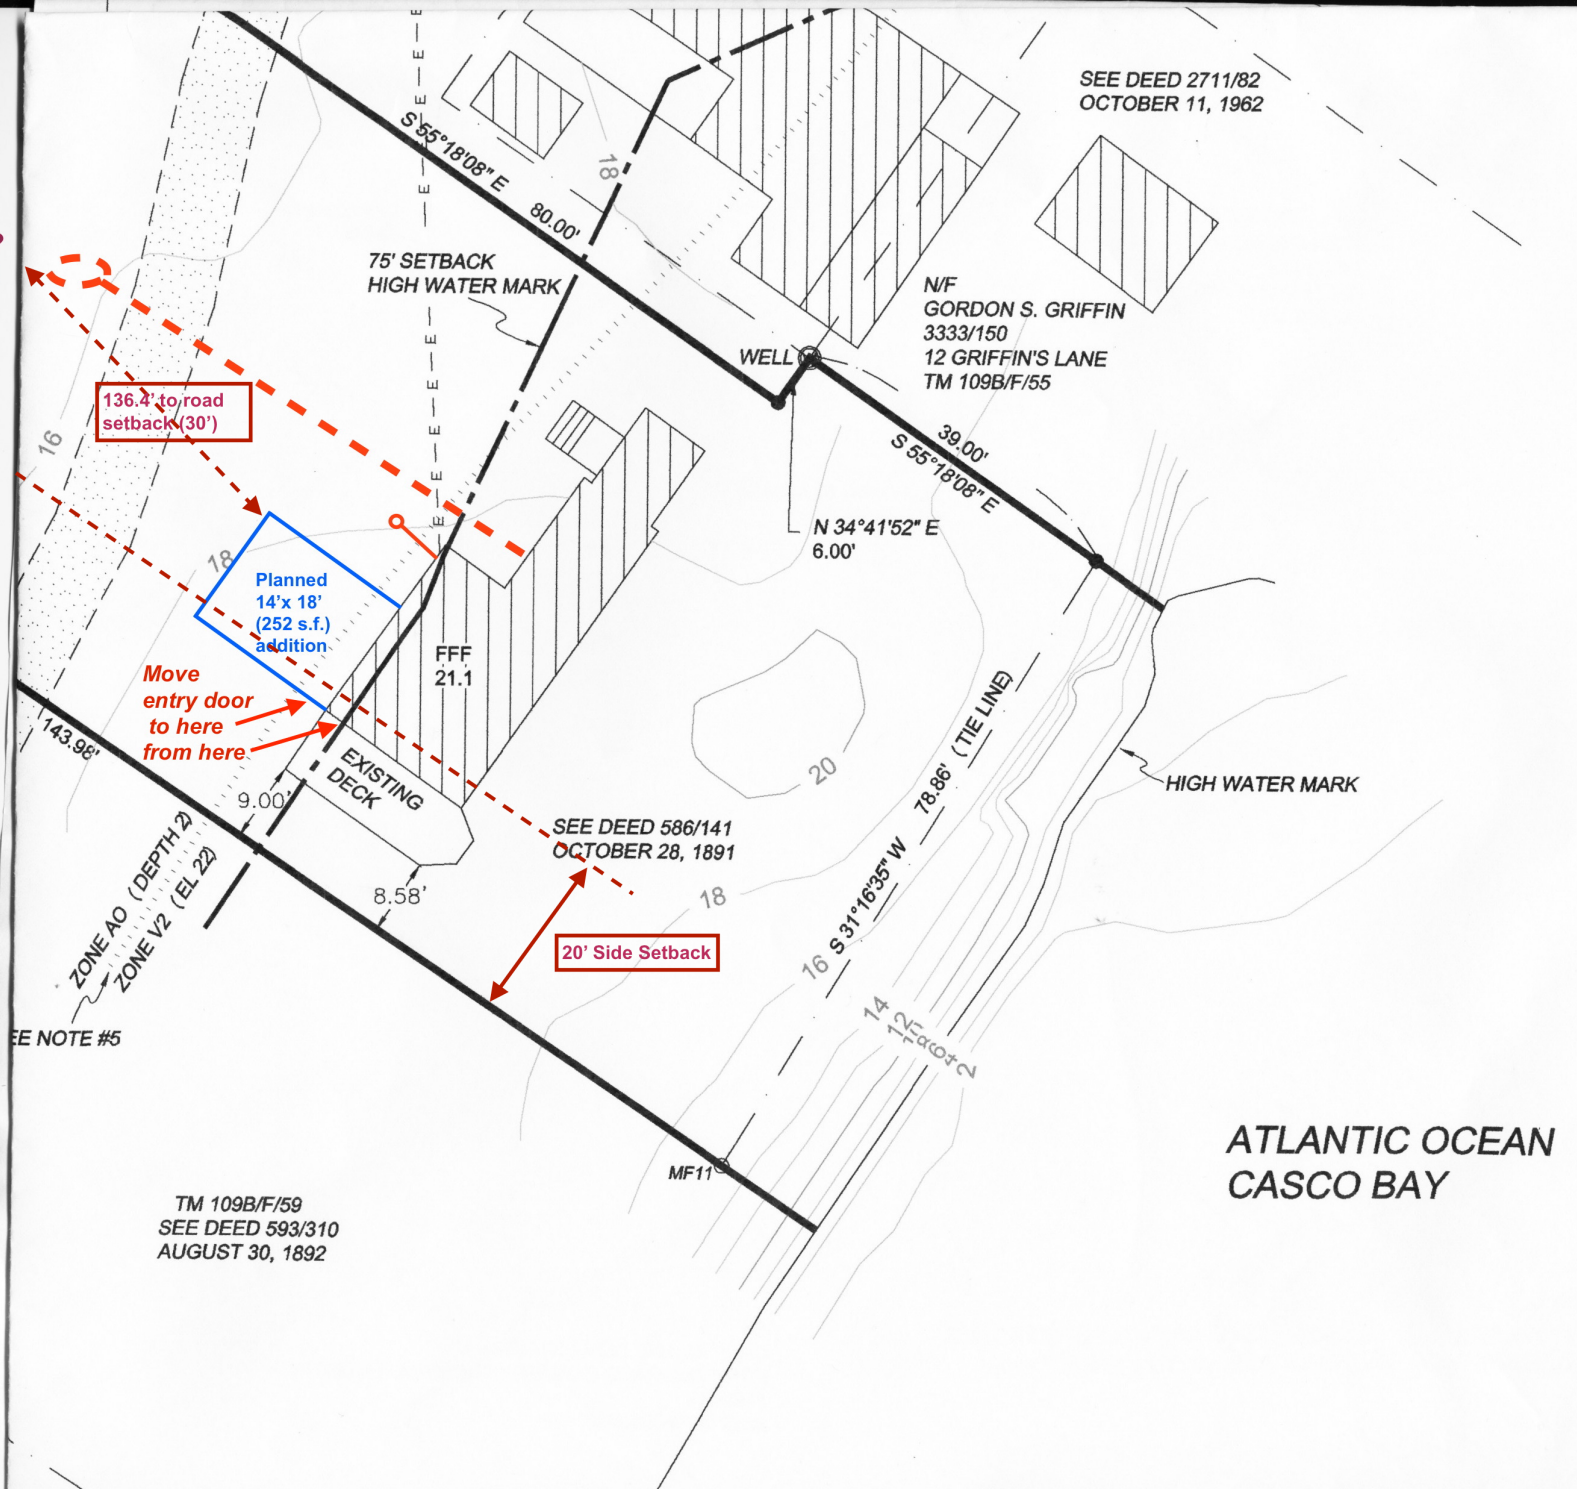 SEE DEED 2711/82
OCTOBER 11, 1962
S 55°18'08" E
80.00'
18
75' SETBACK
HIGH WATER MARK
N/F
GORDON S. GRIFFIN
3333/150
12 GRIFFIN'S LANE
TM 109B/F/55
WELL
136.4' to road
setback (30')
16
39.00'
S 55°18'08" E
N 34°41'52" E
6.00'
18
Planned
14'x 18'
(252 s.f.)
addition
FFF
21.1
Move
entry door
to here
from here
143.98'
EXISTING
DECK
9.00'
20
78.86' (TIE LINE)
S 31°16'35" W
HIGH WATER MARK
SEE DEED 586/141
OCTOBER 28, 1891
8.58'
18
ZONE AO (DEPTH 2)
ZONE V2 (EL 22)
20' Side Setback
16
14
12
6
4
2
EE NOTE #5
MF11
ATLANTIC OCEAN
CASCO BAY
TM 109B/F/59
SEE DEED 593/310
AUGUST 30, 1892
E
E
E
E
E
E
E
E
E
E
E
E
E